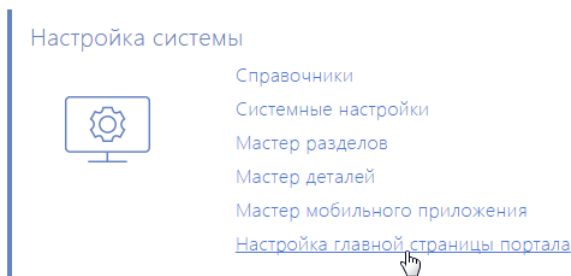 Настройка системы
Справочники
Системные настройки
Мастер разделов
Мастер деталей
Мастер мобильного приложения
Настройка главной страницы портала